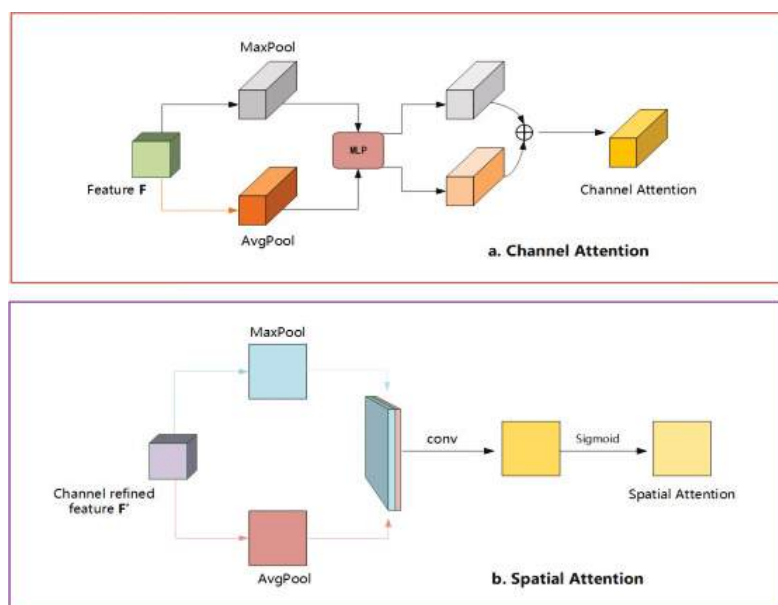 MaxPool
MLP
Feature F
Channel Attention
AvgPool
a. Channel Attention
MaxPool
conv
Sigmoid
Channel refined
feature F'
Spatial Attention
AvgPool
b. Spatial Attention